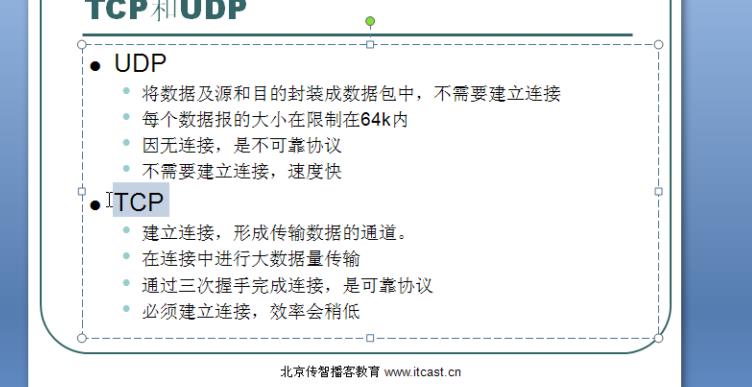 TCP和UDP
UDP
将数据及源和目的封装成数据包中，不需要建立连接
每个数据报的大小在限制在64k内
因无连接，是不可靠协议
不需要建立连接，速度快
TCP
建立连接，形成传输数据的通道。
在连接中进行大数据量传输
通过三次握手完成连接，是可靠协议
必须建立连接，效率会稍低
北京传智播客教育 www.itcast.cn